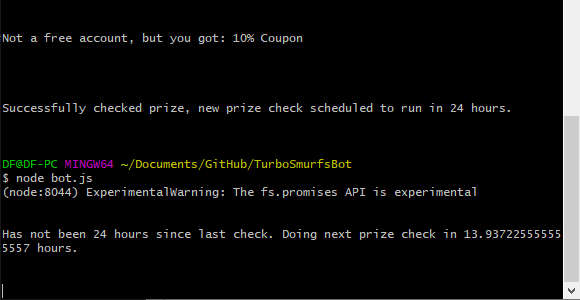 Not a free account, but you got: 10% Coupon
Successfully checked prize, new prize check scheduled to run in 24 hours.
DF@DF-PC MINGW64 ~/Documents/GitHub/TurboSmurfsBot
$ node bot.js
(node:8044) ExperimentalWarning: The fs.promises API is experimental
Has not been 24 hours since last check. Doing next prize check in 13.93722555555
5557 hours.